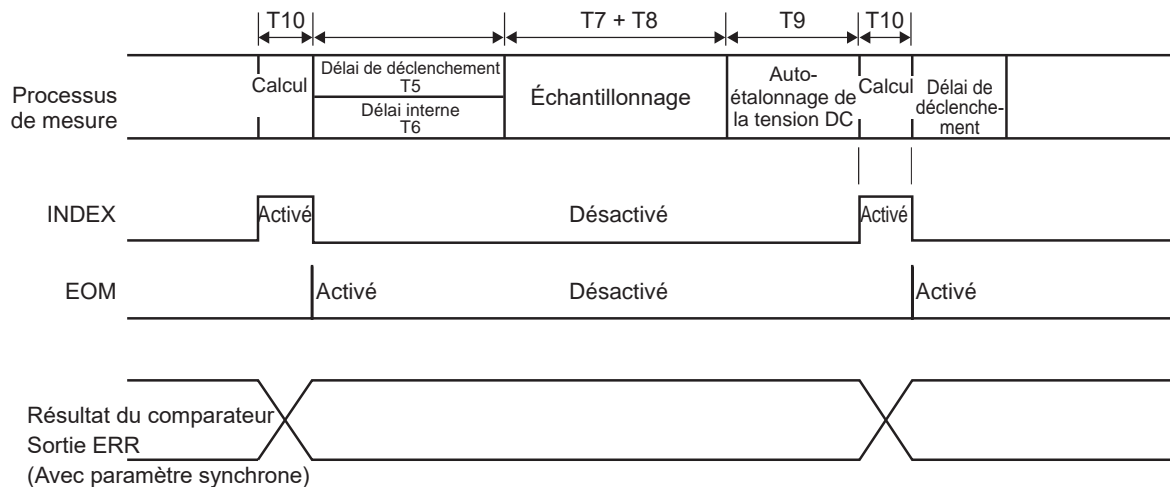 T10
T7 + T8
T9
T10
Processus
de mesure
Calcul
Délai de déclenchement
T5
Délai interne
T6
Échantillonnage
Auto-
étalonnage de
la tension DC
Calcul
Délai de
déclenche-
ment
INDEX
Activé
Désactivé
Activé
EOM
Activé
Désactivé
Activé
Résultat du comparateur
Sortie ERR
(Avec paramètre synchrone)